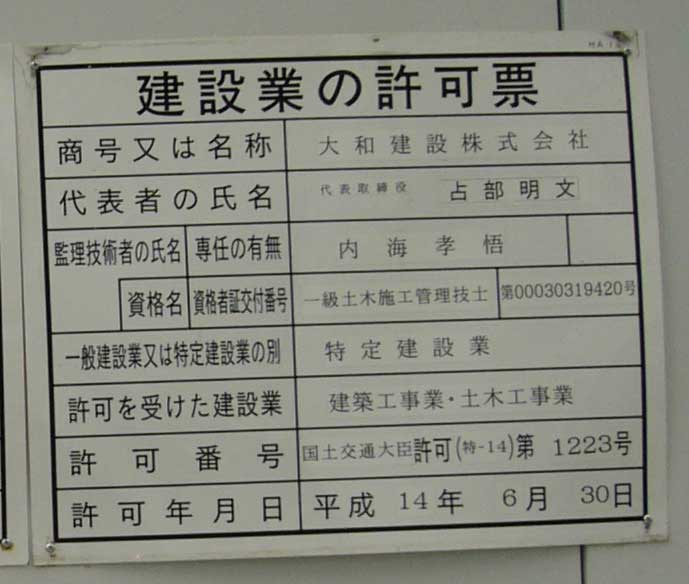 建設業の許可票
商号又は名称 大和建設株式会社
代表者の氏名 代表取締役 占部明文
監理技術者の氏名 専任の有無 内海孝悟
資格名 資格者証交付番号 一級土木施工管理技士 第00030319420号
一般建設業又は特定建設業の別 特定建設業
許可を受けた建設業 建築工事業・土木工事業
許可番号 国土交通大臣許可(特-14)第 1223号
許可年月日 平成 14年 6月 30日